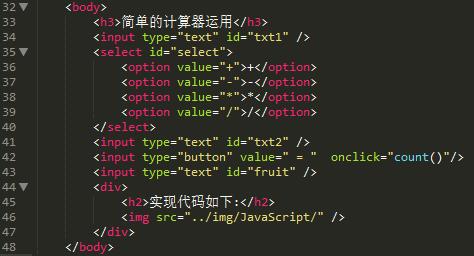 32 <body>
33 <h3>简单的计算器运用</h3>
34 <input type="text" id="txt1" />
35 <select id="select">
36 <option value="+">+</option>
37 <option value="-">-</option>
38 <option value="*">*</option>
39 <option value="/">/</option>
40 </select>
41 <input type="text" id="txt2" />
42 <input type="button" value=" = "  onclick="count()"/>
43 <input type="text" id="fruit" />
44 <div>
45 <h2>实现代码如下:</h2>
46 <img src="../img/JavaScript/" />
47 </div>
48 </body>